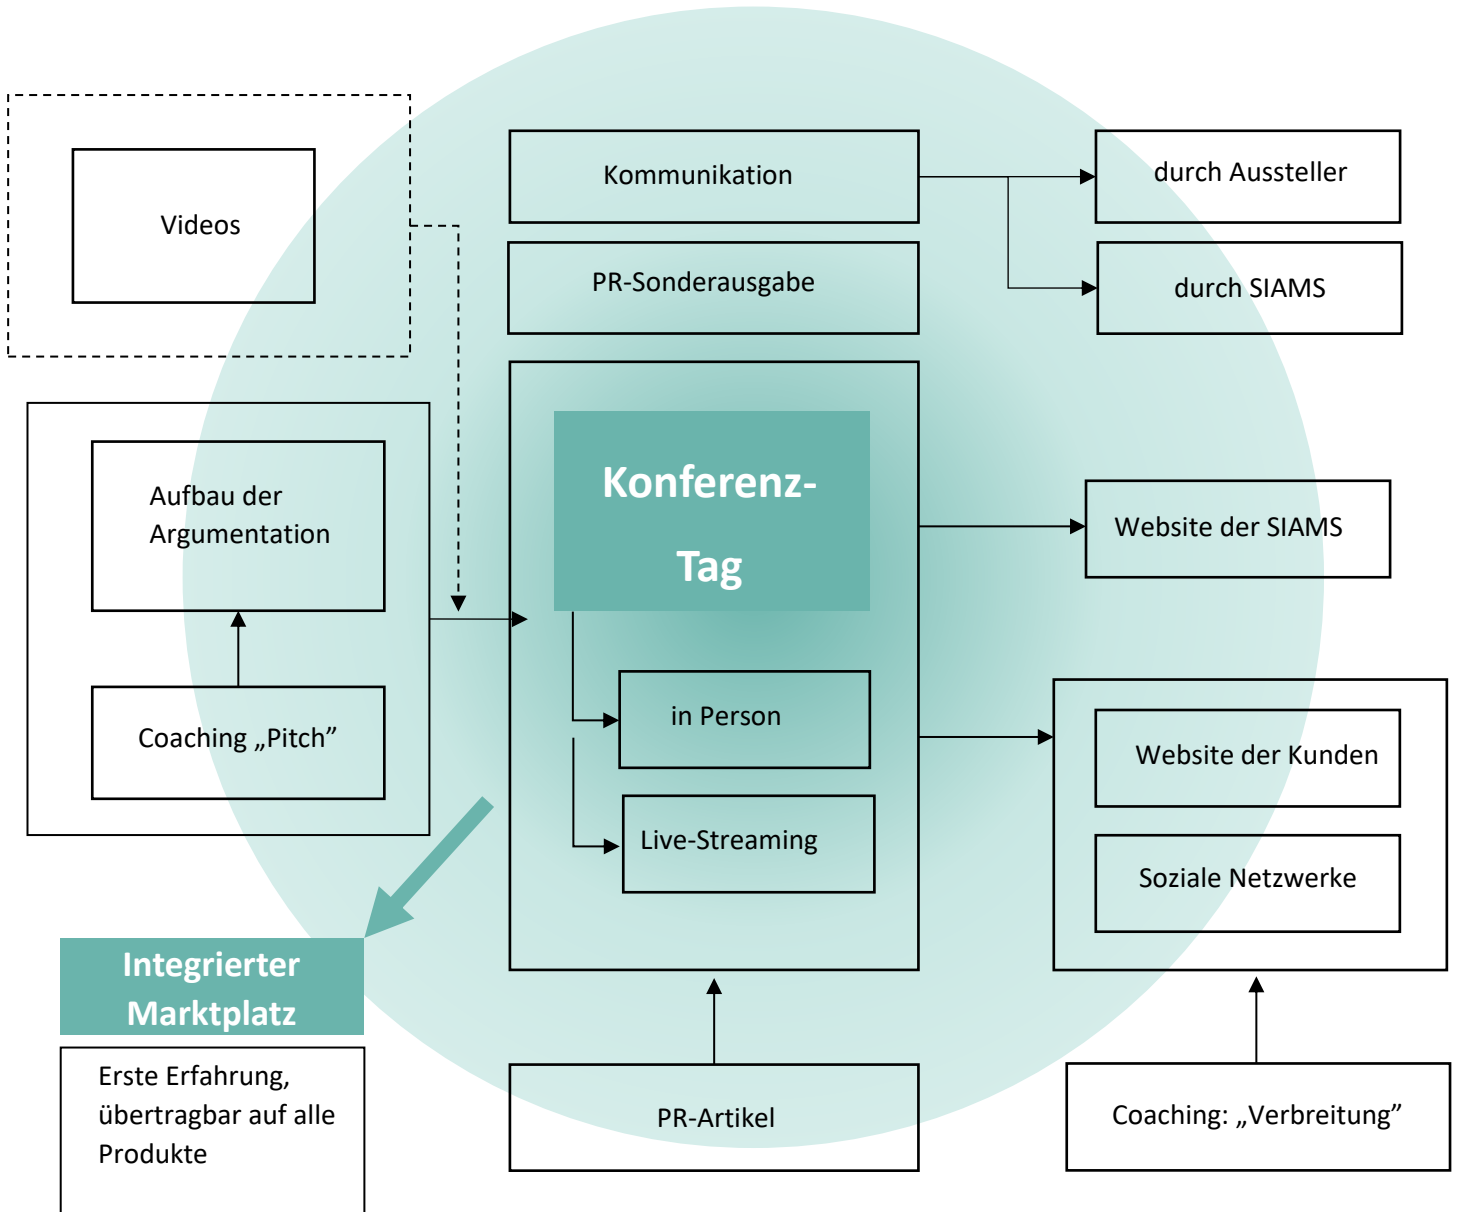 Kommunikation
durch Aussteller
Videos
PR-Sonderausgabe
durch SIAMS
Konferenz-
Tag
Aufbau der
Argumentation
Website der SIAMS
in Person
Coaching „Pitch”
Website der Kunden
Live-Streaming
Soziale Netzwerke
Integrierter
Marktplatz
Erste Erfahrung,
übertragbar auf alle
Produkte
PR-Artikel
Coaching: „Verbreitung”